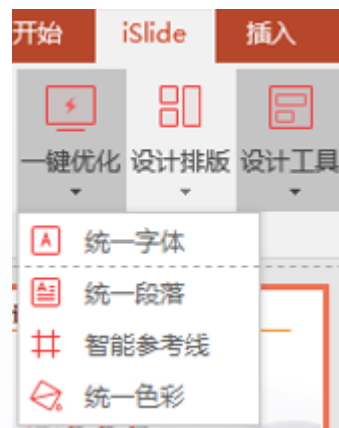 开始 iSlide 插入
一键优化 设计排版 设计工具
A 统一字体
A 统一段落
智能参考线
统一色彩